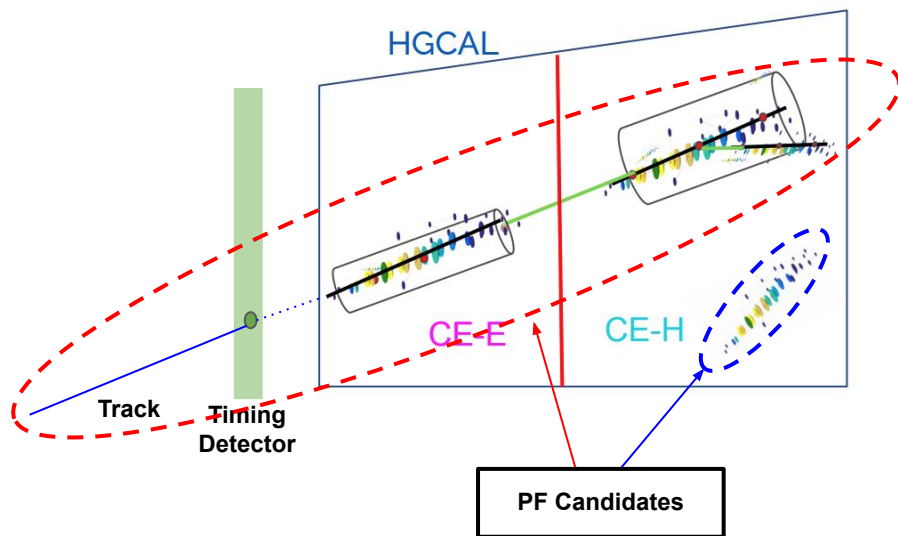 HGCAL
CE-E
CE-H
Track
Timing
Detector
PF Candidates